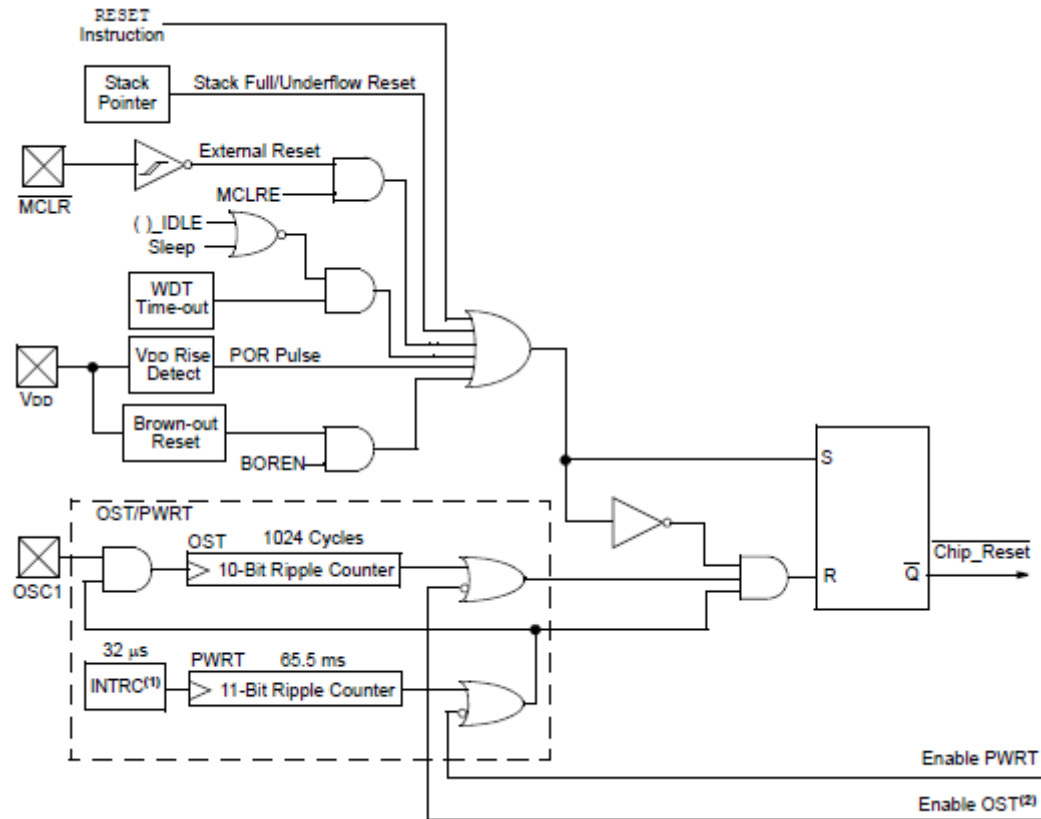 RESET
Instruction
Stack
Pointer
Stack Full/Underflow Reset
External Reset
MCLR
MCLRE
( )_IDLE
Sleep
WDT
Time-out
VDD Rise
Detect
POR Pulse
VDD
Brown-out
Reset
BOREN
S
OST/PWRT
OST
1024 Cycles
10-Bit Ripple Counter
OSC1
R
Q
Chip_Reset
32 µs
INTRC(1)
PWRT
65.5 ms
11-Bit Ripple Counter
Enable PWRT
Enable OST(2)